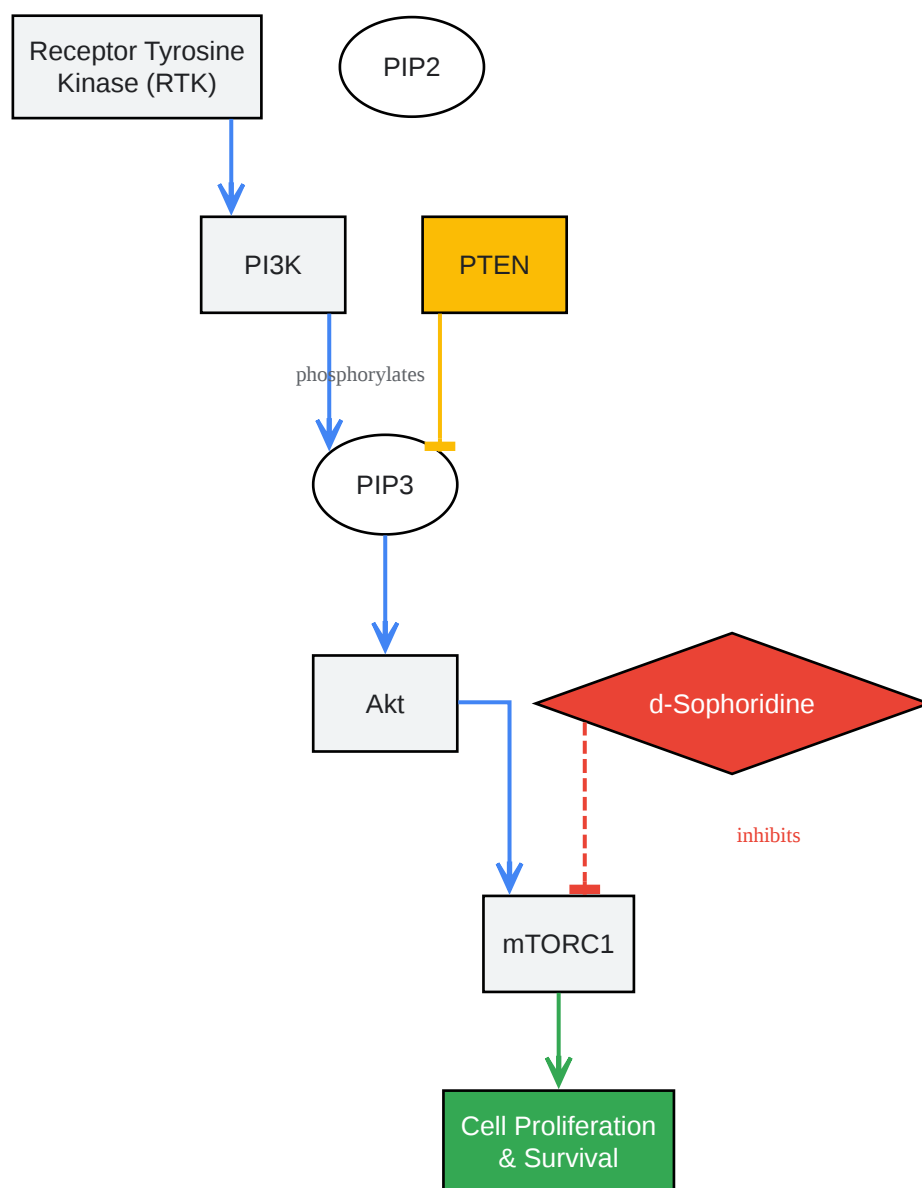 Receptor Tyrosine
Kinase (RTK)
PIP2
PI3K
PTEN
phosphorylates
PIP3
Akt
d-Sophoridine
inhibits
mTORC1
Cell Proliferation
& Survival